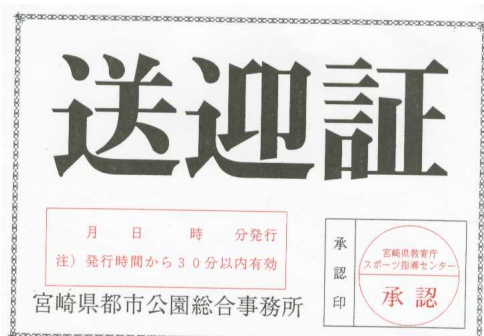 送迎証
月 日 時 分発行
注) 発行時間から30分以内有効
宮崎県都市公園総合事務所
承認印
宮崎県教育庁
スポーツ指導センター
承認